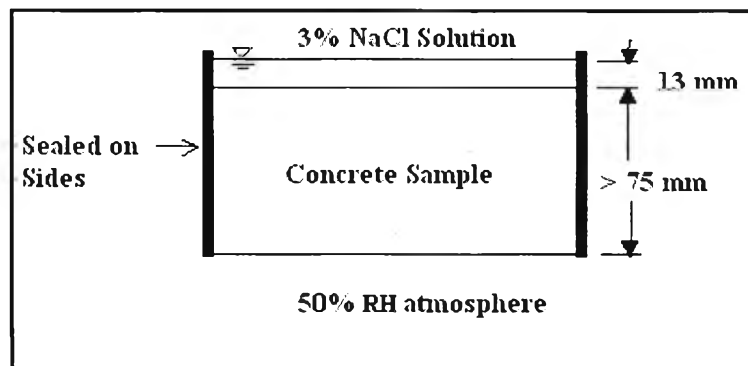 3% NaCl Solution
13 mm
Sealed on
Sides
Concrete Sample
> 75 mm
50% RH atmosphere